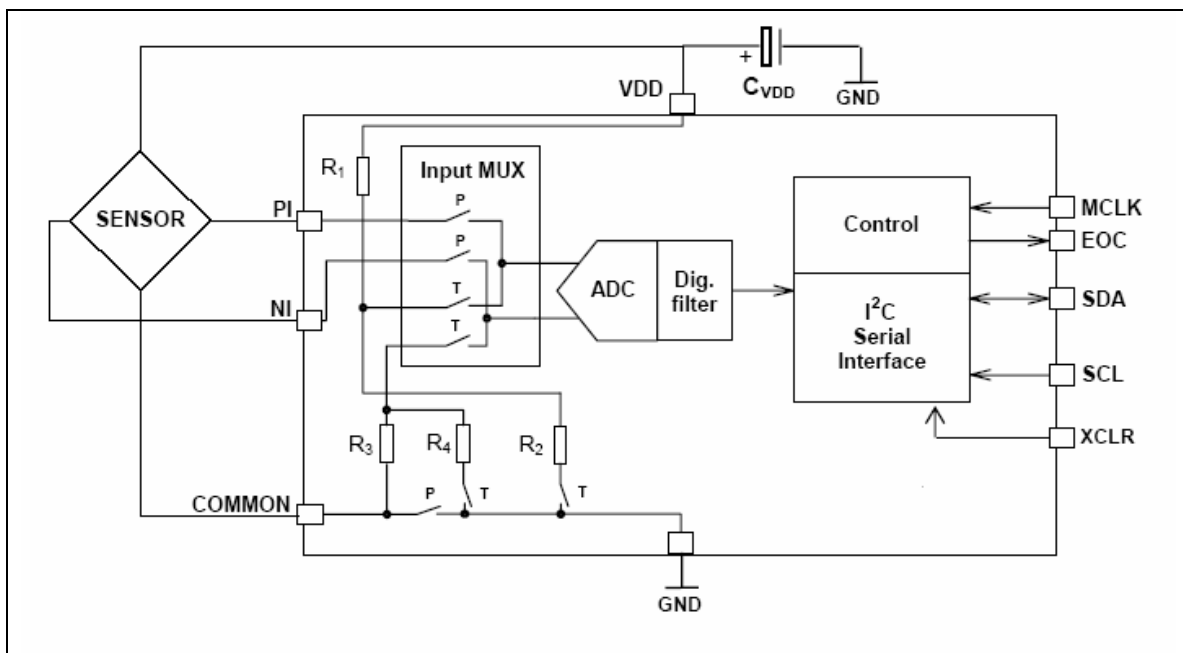 VDD
+
C_VDD
GND
R₁
Input MUX
SENSOR
PI
P
P
T
T
NI
ADC
Dig.
filter
Control
I²C
Serial
Interface
MCLK
EOC
SDA
SCL
XCLR
R₃
R₄
R₂
COMMON
P
T
T
GND